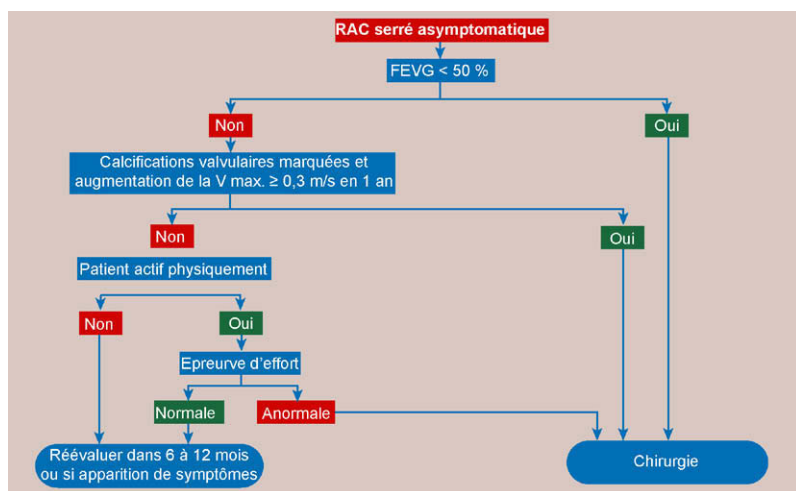 RAC serré asymptomatique
FEVG < 50 %
Non
Oui
Calcifications valvulaires marquées et
augmentation de la V max. ≥ 0,3 m/s en 1 an
Non
Oui
Patient actif physiquement
Non
Oui
Epreurve d'effort
Normale
Anormale
Réévaluer dans 6 à 12 mois
ou si apparition de symptômes
Chirurgie